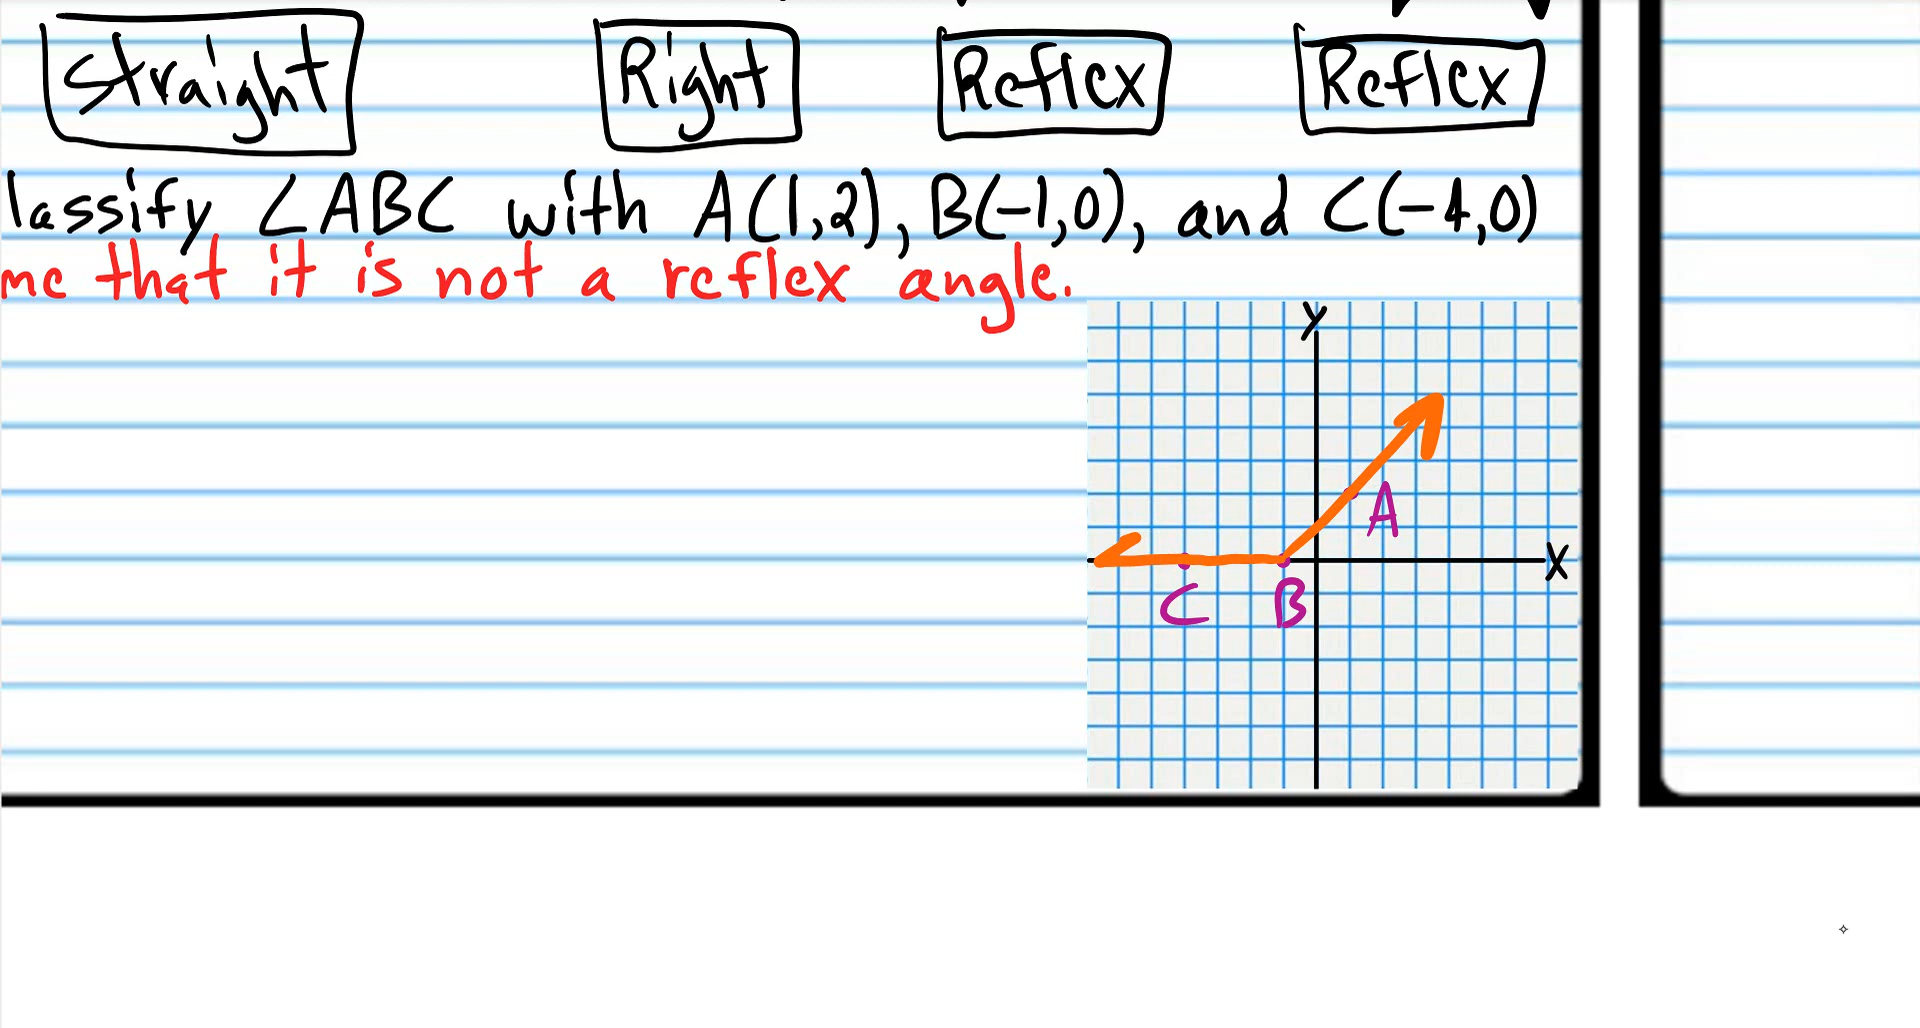 Straight Right Reflex Reflex
lassify ∠ABC with A(1,2), B(-1,0), and C(-4,0)
me that it is not a reflex angle.
y
A
x
C B